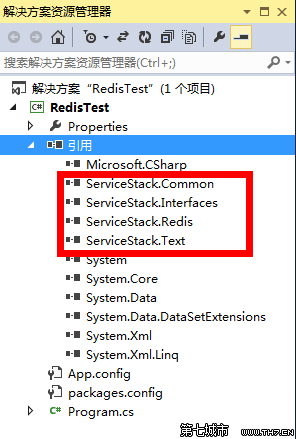 解决方案资源管理器
搜索解决方案资源管理器(Ctrl+;)
解决方案 "RedisTest" (1 个项目)
C# RedisTest
Properties
引用
Microsoft.CSharp
ServiceStack.Common
ServiceStack.Interfaces
ServiceStack.Redis
ServiceStack.Text
System
System.Core
System.Data
System.Data.DataSetExtensions
System.Xml
System.Xml.Linq
App.config
packages.config
C# Program.cs
第七城市 WWW.TH7.CN